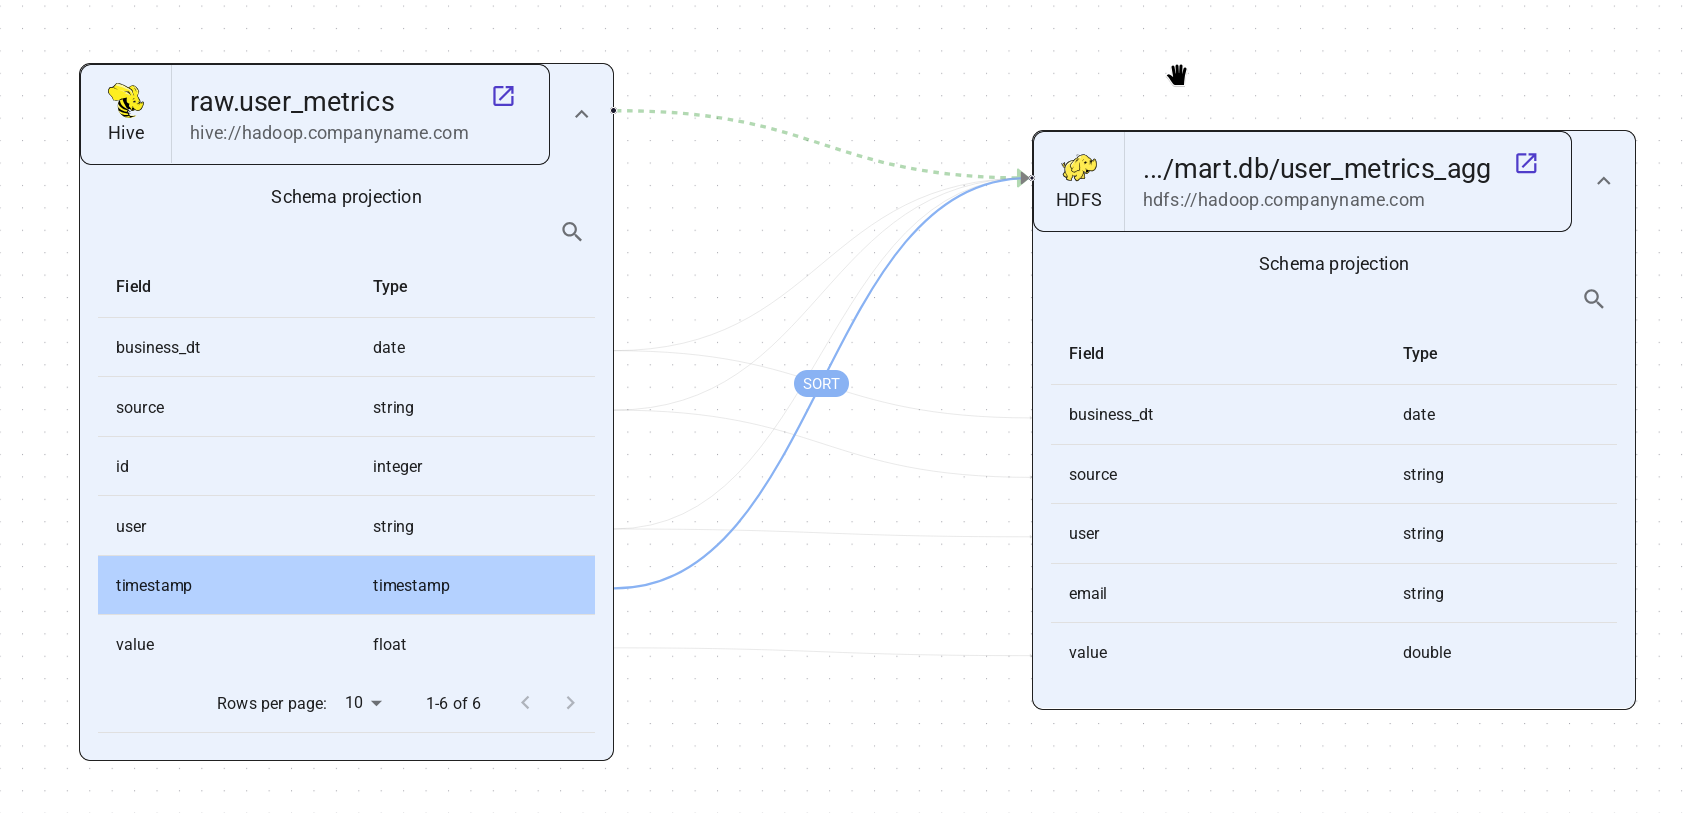 Hive
raw.user_metrics
hive://hadoop.companyname.com
Schema projection
Field Type
business_dt date
source string
id integer
user string
timestamp timestamp
value float
Rows per page: 10 1-6 of 6
SORT
HDFS
.../mart.db/user_metrics_agg
hdfs://hadoop.companyname.com
Schema projection
Field Type
business_dt date
source string
user string
email string
value double